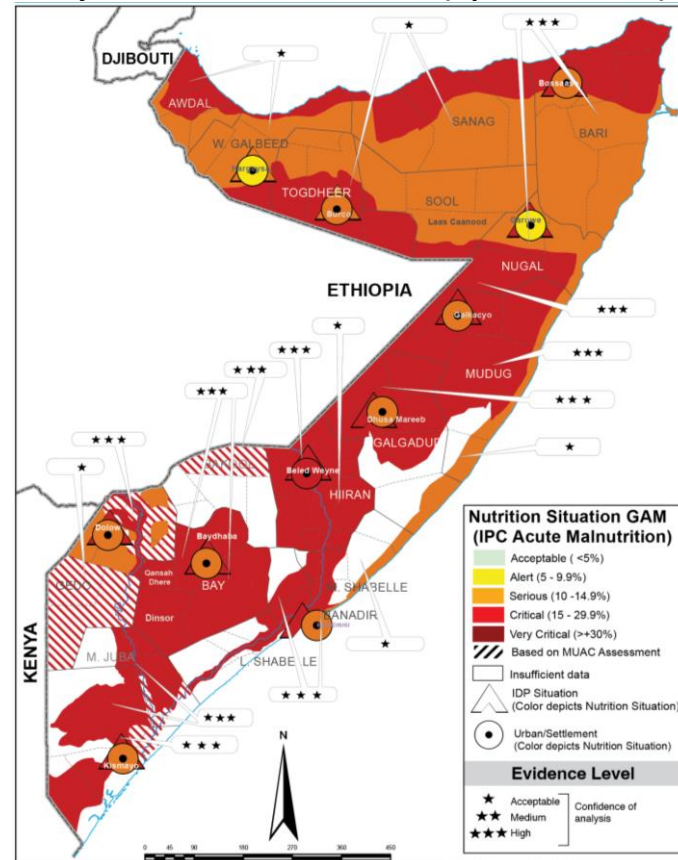 DJIBOUTI
★
★
★★★
AWDAL
Bossaaso
SANAG
BARI
W. GALBEED
Hargeysa
TOGDHEER
Burco
SOOL
Laas Caanood
Garowe
NUGAL
ETHIOPIA
★★★
★
Galkacyo
★★★
★★★
★★★
MUDUG
★★★
★★★
Dhusa Mareeb
GALGADUD
★★★
★
★
Beled Weyne
HIIRAN
Dolow
Baydhaba
Qansah
Dhere
BAY
GEDO
M. SHABELLE
Dinsor
BANADIR
KENYA
M. JUBA
L. SHABELLE
★
★★★
★★★
★★★
Kismayo
N
0 45 90 180 270 360 450
Nutrition Situation GAM
(IPC Acute Malnutrition)
Acceptable ( <5%)
Alert (5 - 9.9%)
Serious (10 -14.9%)
Critical (15 - 29.9%)
Very Critical (>+30%)
Based on MUAC Assessment
Insufficient data
IDP Situation
(Color depicts Nutrition Situation)
Urban/Settlement
(Color depicts Nutrition Situation)
Evidence Level
★ Acceptable
★★ Medium
★★★ High
Confidence of
analysis